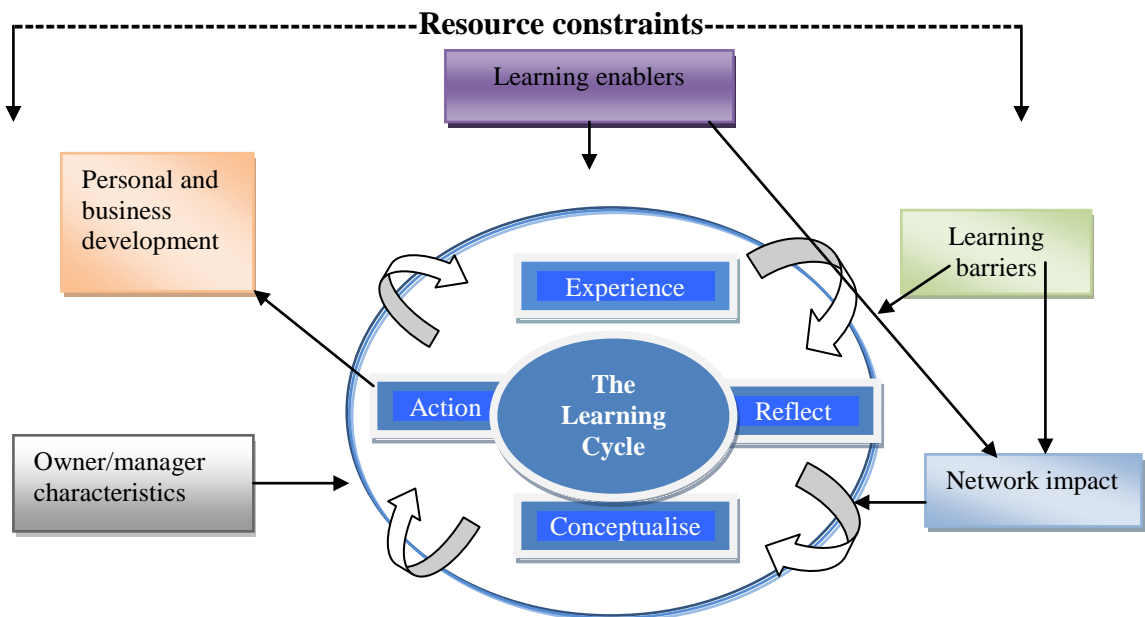 Resource constraints
Learning enablers
Personal and
business
development
Learning
barriers
Experience
The
Learning
Cycle
Action
Reflect
Owner/manager
characteristics
Network impact
Conceptualise